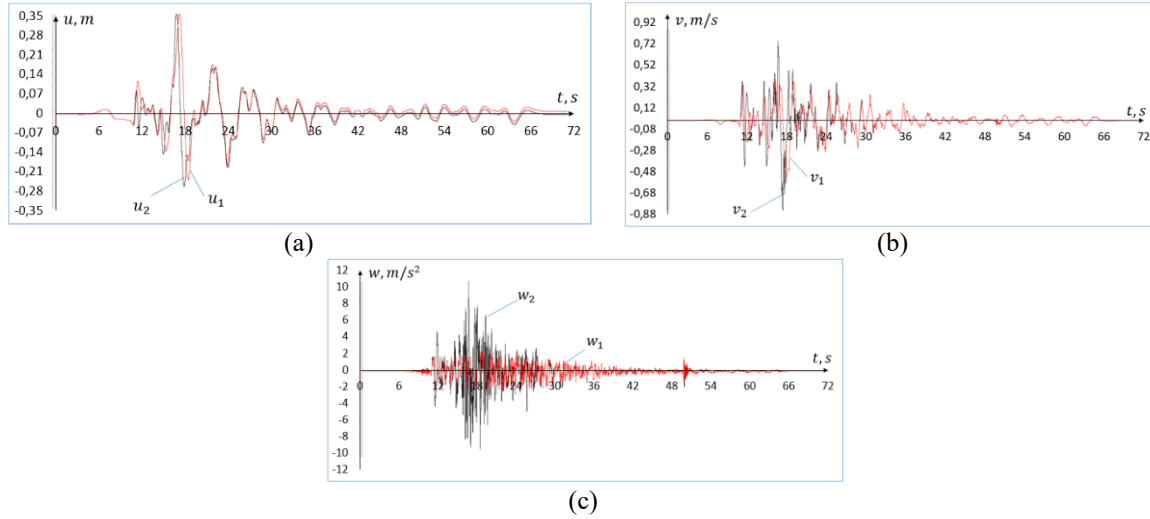 u, m
0,35
0,28
0,21
0,14
0,07
0
-0,07
-0,14
-0,21
-0,28
-0,35
t, s
0 6 12 18 24 30 36 42 48 54 60 66 72
u₂ u₁
(a)
v, m/s
0,92
0,72
0,52
0,32
0,12
-0,08
-0,28
-0,48
-0,68
-0,88
t, s
0 6 12 18 24 30 36 42 48 54 60 66 72
v₁
v₂
(b)
w, m/s²
12
10
8
6
4
2
0
-2
-4
-6
-8
-10
-12
w₂
w₁
t, s
0 6 12 18 24 30 36 42 48 54 60 66 72
(c)